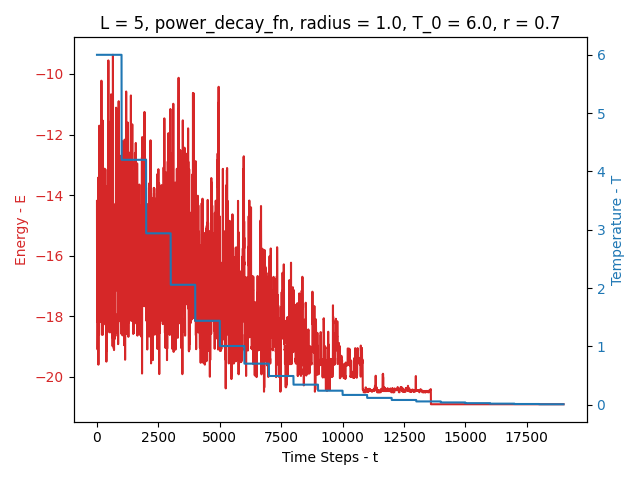 L = 5, power_decay_fn, radius = 1.0, T_0 = 6.0, r = 0.7
Energy - E
−10
−12
−14
−16
−18
−20
6
5
4
3
2
1
0
Temperature - T
0 2500 5000 7500 10000 12500 15000 17500
Time Steps - t